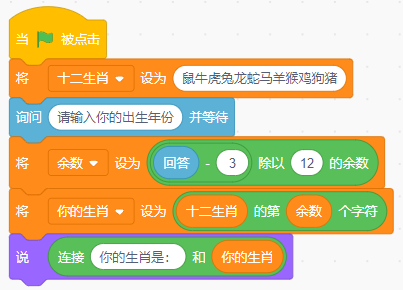 当 被点击
将 十二生肖 设为 鼠牛虎兔龙蛇马羊猴鸡狗猪
询问 请输入你的出生年份 并等待
将 余数 设为 回答 - 3 除以 12 的余数
将 你的生肖 设为 十二生肖 的第 余数 个字符
说 连接 你的生肖是： 和 你的生肖